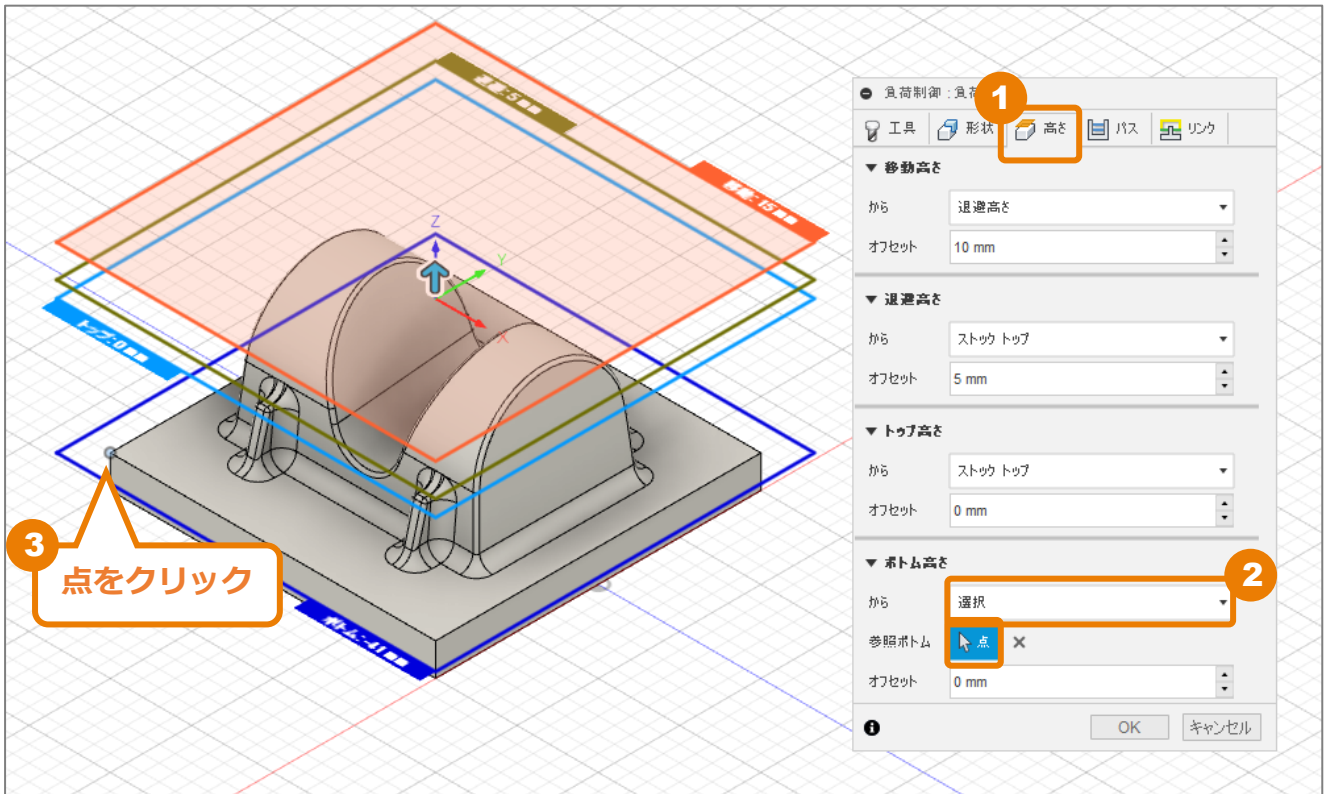 負荷制御 : 負荷
1
工具 形状 高さ パス リンク
▼ 移動高さ
から 退避高さ
オフセット 10 mm
▼ 退避高さ
から ストック トップ
オフセット 5 mm
▼ トップ高さ
から ストック トップ
オフセット 0 mm
▼ ボトム高さ
2
から 選択
参照ボトム 点 ×
オフセット 0 mm
OK キャンセル
退避:5 mm
移動:15 mm
Z
Y
X
トップ:0 mm
3
点をクリック
ボトム:-41 mm